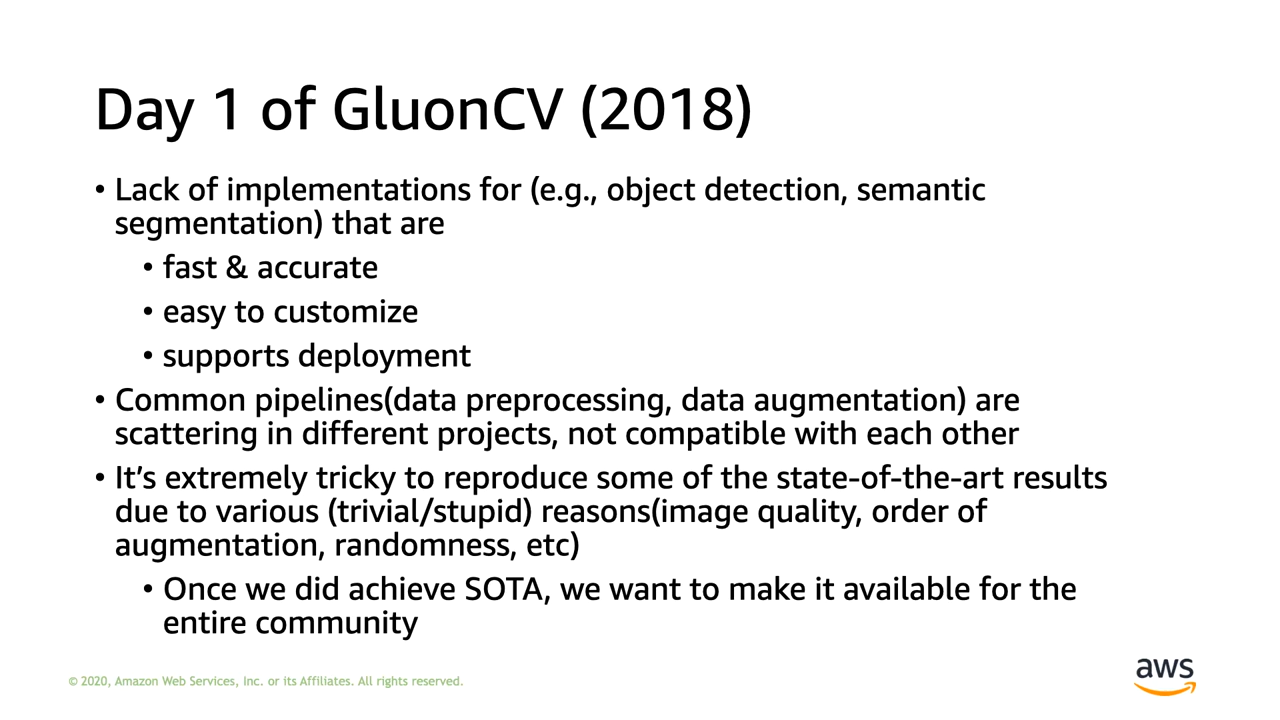 Day 1 of GluonCV (2018)
• Lack of implementations for (e.g., object detection, semantic
segmentation) that are
• fast & accurate
• easy to customize
• supports deployment
• Common pipelines(data preprocessing, data augmentation) are
scattering in different projects, not compatible with each other
• It’s extremely tricky to reproduce some of the state-of-the-art results
due to various (trivial/stupid) reasons(image quality, order of
augmentation, randomness, etc)
• Once we did achieve SOTA, we want to make it available for the
entire community
© 2020, Amazon Web Services, Inc. or its Affiliates. All rights reserved.
aws